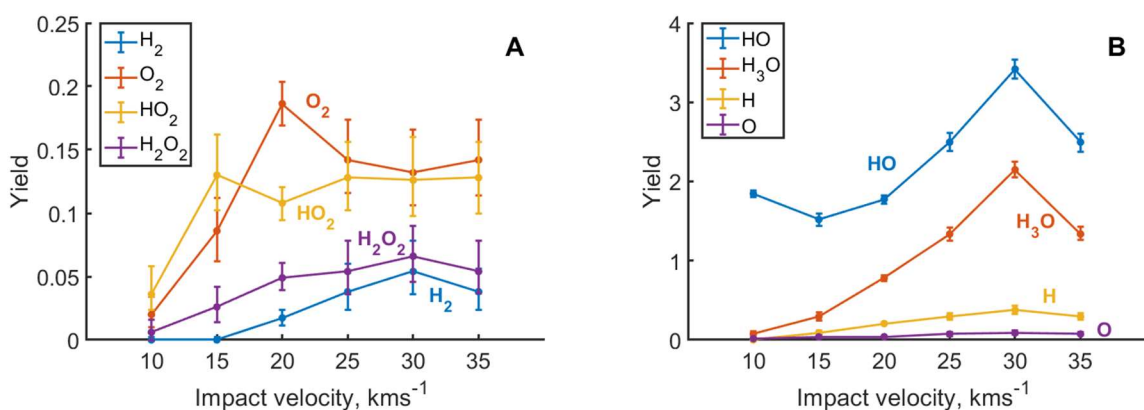 A
H₂
O₂
HO₂
H₂O₂
O₂
HO₂
H₂O₂
H₂
0.25
0.2
0.15
0.1
0.05
0
Yield
10 15 20 25 30 35
Impact velocity, kms⁻¹
B
HO
H₃O
H
O
HO
H₃O
H
O
4
3
2
1
0
Yield
10 15 20 25 30 35
Impact velocity, kms⁻¹